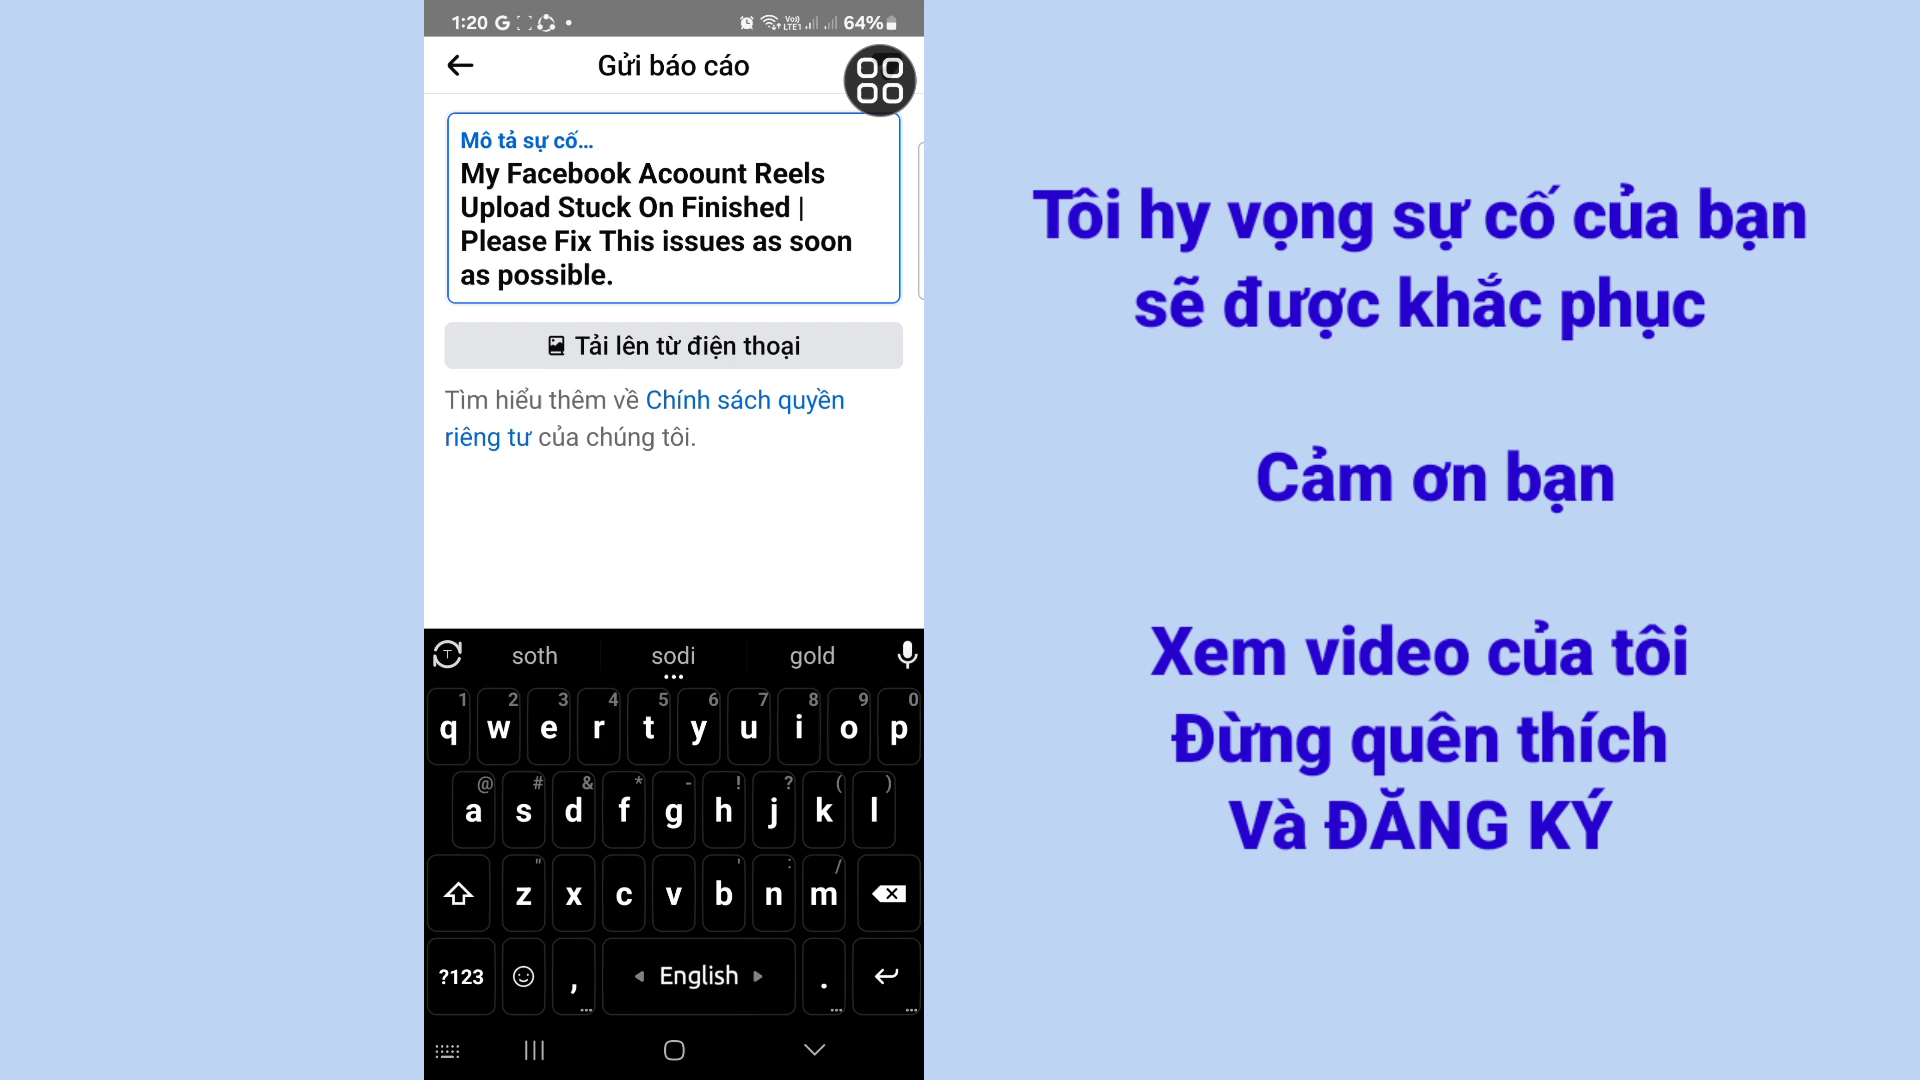 1:20
LTE1
64%
Gửi báo cáo
Mô tả sự cố...
My Facebook Acoount Reels
Upload Stuck On Finished |
Please Fix This issues as soon
as possible.
Tải lên từ điện thoại
Tìm hiểu thêm về Chính sách quyền
riêng tư của chúng tôi.
soth sodi gold
1 2 3 4 5 6 7 8 9 0
q w e r t y u i o p
@ # & * - ! ? ( )
a s d f g h j k l
" ' : /
z x c v b n m
?123 , English .
Tôi hy vọng sự cố của bạn
sẽ được khắc phục
Cảm ơn bạn
Xem video của tôi
Đừng quên thích
Và ĐĂNG KÝ